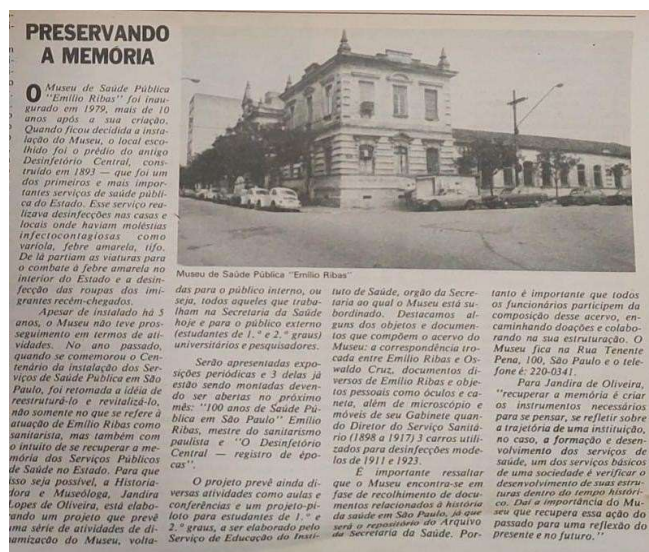 PRESERVANDO
A MEMÓRIA
O Museu de Saúde Pública
"Emílio Ribas" foi inau-
gurado em 1979, mais de 10
anos após a sua criação.
Quando ficou decidida a insta-
lação do Museu, o local esco-
lhido foi o prédio do antigo
Desinfetório Central, cons-
truído em 1893 — que foi um
dos primeiros e mais impor-
tantes serviços de saúde públi-
ca do Estado. Esse serviço rea-
lizava desinfecções nas casas e
locais onde haviam moléstias
infectocontagiosas como
varíola, febre amarela, tifo.
De lá partiam as viaturas para
o combate à febre amarela no
interior do Estado e a desin-
fecção das roupas dos imi-
grantes recém-chegados.
Apesar de instalado há 5
anos, o Museu não teve pros-
seguimento em termos de ati-
vidades. No ano passado,
quando se comemorou o Cen-
tenário da instalação dos Ser-
viços de Saúde Pública em São
Paulo, foi retomada a idéia de
reestruturá-lo e revitalizá-lo,
não somente no que se refere à
atuação de Emílio Ribas como
sanitarista, mas também com
o intuito de se recuperar a me-
mória dos Serviços Públicos
de Saúde no Estado. Para que
isso seja possível, a Historia-
dora e Museóloga, Jandira
Lopes de Oliveira, está elabo-
rando um projeto que prevê
uma série de atividades de di-
namização do Museu, volta-
Museu de Saúde Pública "Emílio Ribas"
das para o público interno, ou
seja, todos aqueles que traba-
lham na Secretaria da Saúde
hoje e para o público externo
(estudantes de 1.º e 2.º graus)
universitários e pesquisadores.
Serão apresentadas expo-
sições periódicas e 3 delas já
estão sendo montadas deven-
do ser abertas no próximo
mês: "100 anos de Saúde Pú-
blica em São Paulo" Emílio
Ribas, mestre do sanitarismo
paulista e "O Desinfetório
Central — registro de épo-
cas".
O projeto prevê ainda di-
versas atividades como aulas e
conferências e um projeto-pi-
loto para estudantes de 1.º e
2.º graus, a ser elaborado pelo
Serviço de Educação do Insti-
tuto de Saúde, orgão da Secre-
taria ao qual o Museu está su-
bordinado. Destacamos al-
guns dos objetos e documen-
tos que compõem o acervo do
Museu: a correspondência tro-
cada entre Emílio Ribas e Os-
waldo Cruz, documentos di-
versos de Emílio Ribas e obje-
tos pessoais como óculos e ca-
neta, além de microscópio e
móveis de seu Gabinete quan-
do Diretor do Serviço Sanitá-
rio (1898 a 1917) 3 carros utili-
zados para desinfecções mode-
los de 1911 e 1923.
É importante ressaltar
que o Museu encontra-se em
fase de recolhimento de docu-
mentos relacionados à história
da saúde em São Paulo, já que
será o repositório do Arquivo
da Secretaria da Saúde. Por-
tanto é importante que todos
os funcionários participem da
composição desse acervo, en-
caminhando doações e colabo-
rando na sua estruturação. O
Museu fica na Rua Tenente
Pena, 100, São Paulo e o telefo-
ne é: 220-0341.
Para Jandira de Oliveira,
"recuperar a memória é criar
os instrumentos necessários
para se pensar, se refletir sobre
a trajetória de uma instituição,
no caso, a formação e desen-
volvimento dos serviços de
saúde, um dos serviços básicos
de uma sociedade é verificar o
desenvolvimento de suas estru-
turas dentro do tempo históri-
co. Daí a importância do Mu-
seu que recupera essa ação do
passado para uma reflexão do
presente e no futuro."